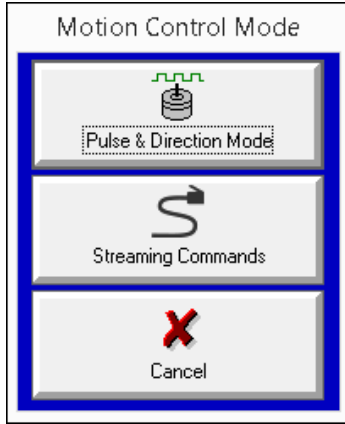 Motion Control Mode
Pulse & Direction Mode
Streaming Commands
Cancel